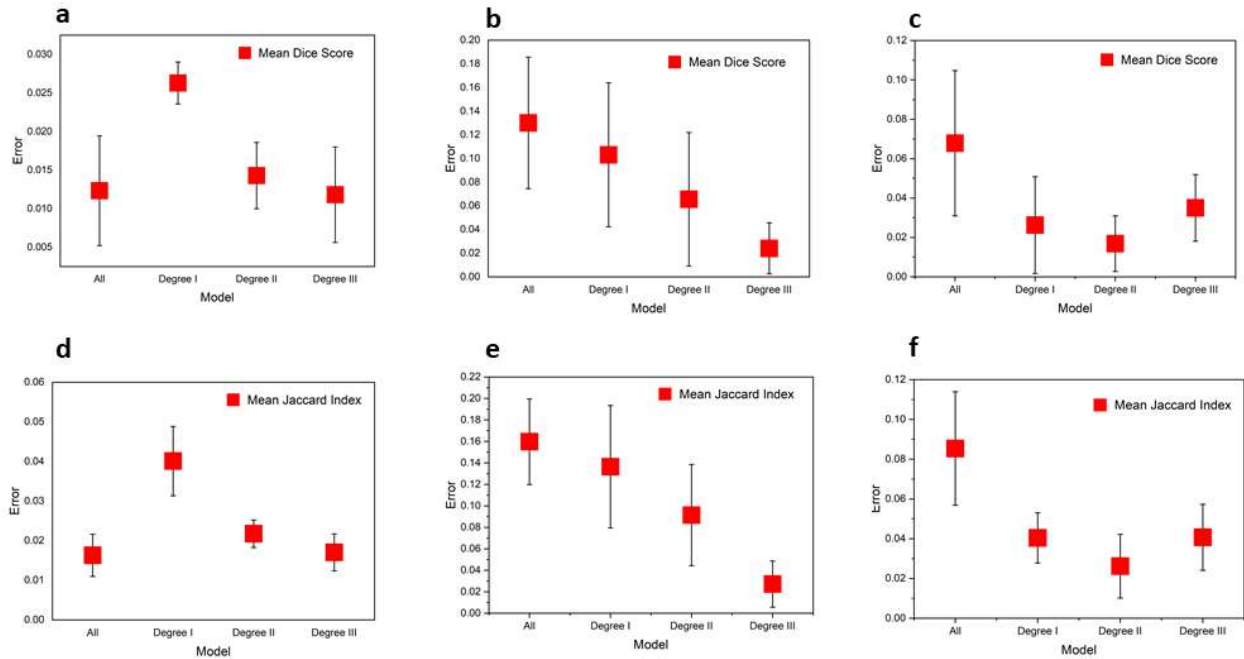 a
Mean Dice Score
0.030
0.025
0.020
0.015
0.010
0.005
Error
All Degree I Degree II Degree III
Model
b
Mean Dice Score
0.20
0.18
0.16
0.14
0.12
0.10
0.08
0.06
0.04
0.02
0.00
Error
All Degree I Degree II Degree III
Model
c
Mean Dice Score
0.12
0.10
0.08
0.06
0.04
0.02
0.00
Error
All Degree I Degree II Degree III
Model
d
Mean Jaccard Index
0.06
0.05
0.04
0.03
0.02
0.01
0.00
Error
All Degree I Degree II Degree III
Model
e
Mean Jaccard Index
0.22
0.20
0.18
0.16
0.14
0.12
0.10
0.08
0.06
0.04
0.02
0.00
Error
All Degree I Degree II Degree III
Model
f
Mean Jaccard Index
0.12
0.10
0.08
0.06
0.04
0.02
0.00
Error
All Degree I Degree II Degree III
Model